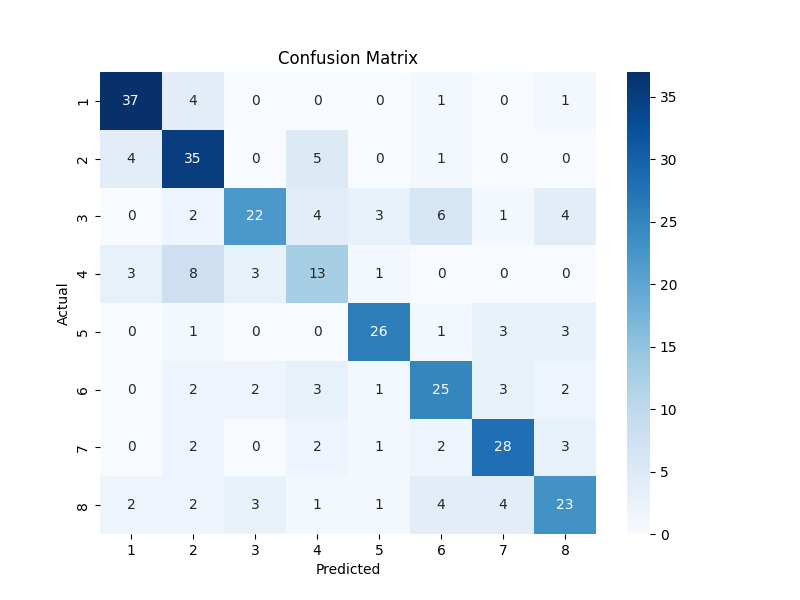 Confusion Matrix
1 37 4 0 0 0 1 0 1
2 4 35 0 5 0 1 0 0
3 0 2 22 4 3 6 1 4
4 3 8 3 13 1 0 0 0
5 0 1 0 0 26 1 3 3
6 0 2 2 3 1 25 3 2
7 0 2 0 2 1 2 28 3
8 2 2 3 1 1 4 4 23
1 2 3 4 5 6 7 8
Predicted
Actual
35
30
25
20
15
10
5
0